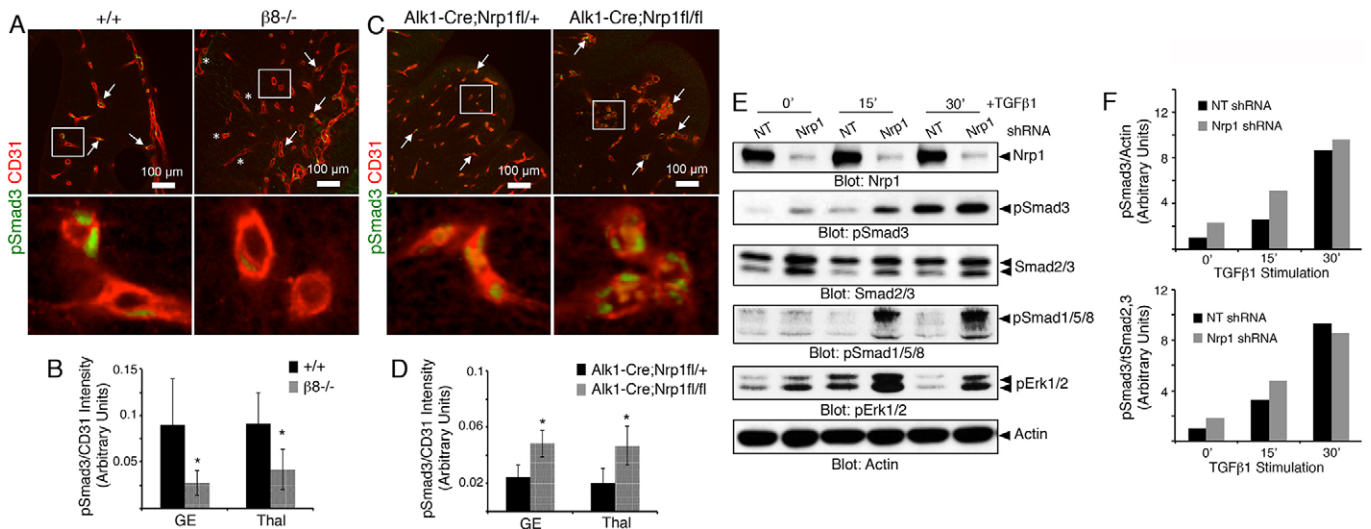 A
+/+
β8-/-
pSmad3 CD31
* * * *
100 µm
100 µm
B
pSmad3/CD31 Intensity
(Arbitrary Units)
0.15
0.1
0.05
+/+
β8-/-
*
*
GE
Thal
C
Alk1-Cre;Nrp1fl/+
Alk1-Cre;Nrp1fl/fl
pSmad3 CD31
100 µm
100 µm
D
pSmad3/CD31 Intensity
(Arbitrary Units)
0.1
0.06
0.02
Alk1-Cre;Nrp1fl/+
Alk1-Cre;Nrp1fl/fl
*
*
GE
Thal
E
0' 15' 30' +TGFβ1
NT Nrp1 NT Nrp1 NT Nrp1 shRNA
Nrp1
Blot: Nrp1
pSmad3
Blot: pSmad3
Smad2/3
Blot: Smad2/3
pSmad1/5/8
Blot: pSmad1/5/8
pErk1/2
Blot: pErk1/2
Actin
Blot: Actin
F
pSmad3/Actin
(Arbitrary Units)
12
8
4
NT shRNA
Nrp1 shRNA
0' 15' 30'
TGFβ1 Stimulation
pSmad3/tSmad2,3
(Arbitrary Units)
12
8
4
NT shRNA
Nrp1 shRNA
0' 15' 30'
TGFβ1 Stimulation